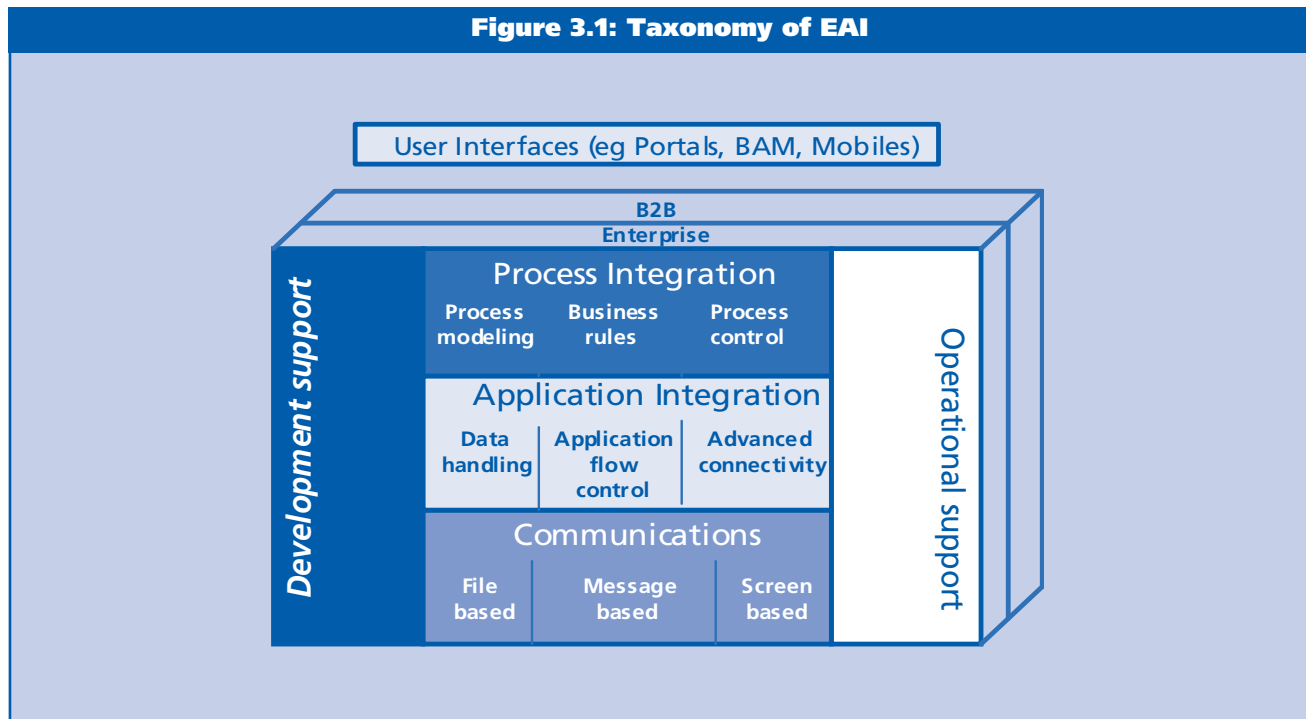 Figure 3.1: Taxonomy of EAI
User Interfaces (eg Portals, BAM, Mobiles)
B2B
Enterprise
Development support
Process Integration
Process modeling
Business rules
Process control
Application Integration
Data handling
Application flow control
Advanced connectivity
Communications
File based
Message based
Screen based
Operational support